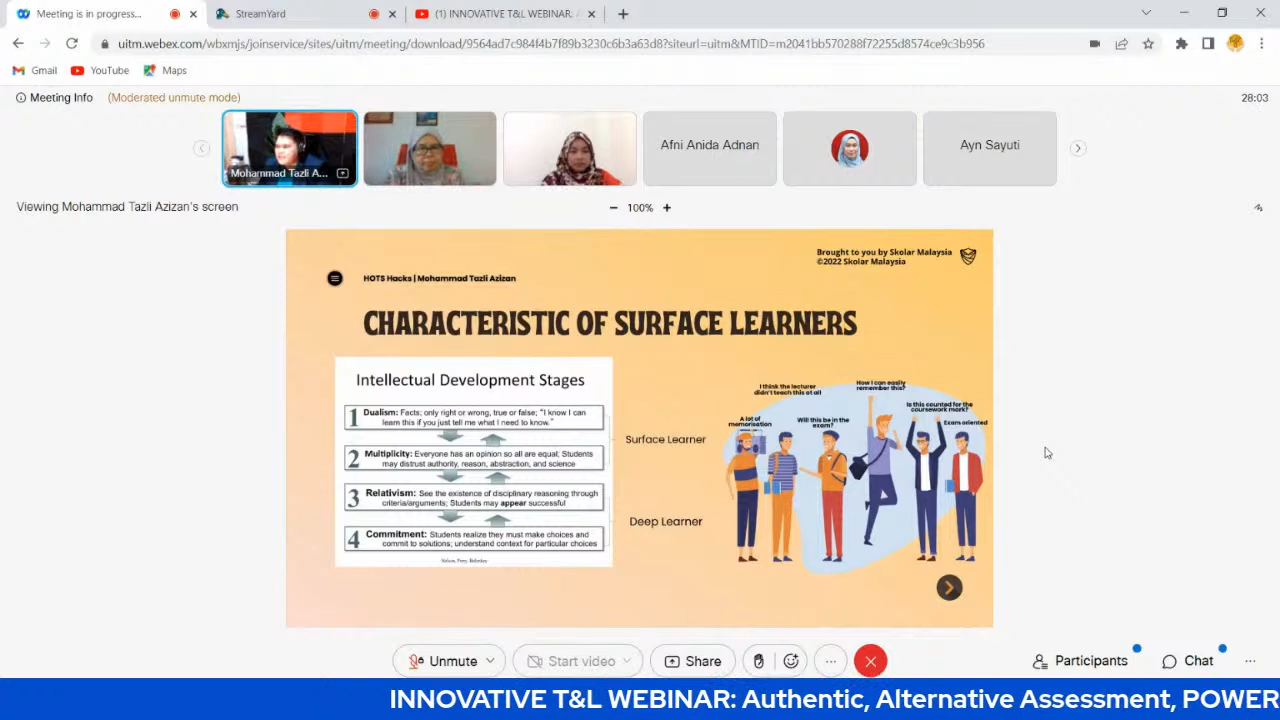 Meeting is in progress...
StreamYard
(1) INNOVATIVE T&L WEBINAR:
uitm.webex.com/wbxmjs/joinservice/sites/uitm/meeting/download/9564ad7c984f4b7f89b3230c6b3a63d8?siteurl=uitm&MTID=m2041bb570288f72255d8574ce9c3b956
Gmail
YouTube
Maps
Meeting Info
(Moderated unmute mode)
28:03
Mohammad Tazli A...
Afni Anida Adnan
Ayn Sayuti
Viewing Mohammad Tazli Azizan's screen
100%
Brought to you by Skolar Malaysia
©2022 Skolar Malaysia
HOTS Hacks | Mohammad Tazli Azizan
CHARACTERISTIC OF SURFACE LEARNERS
Intellectual Development Stages
1 Dualism: Facts; only right or wrong, true or false; "I know I can
learn this if you just tell me what I need to know."
2 Multiplicity: Everyone has an opinion so all are equal; Students
may distrust authority, reason, abstraction, and science
3 Relativism: See the existence of disciplinary reasoning through
criteria/arguments; Students may appear successful
4 Commitment: Students realize they must make choices and
commit to solutions; understand context for particular choices
Surface Learner
Deep Learner
I think the lecturer
didn't teach this at all
How I can easily
remember this?
Is this counted for the
coursework mark?
A lot of
memorisation
Will this be in the
exam?
Exam oriented
Unmute
Start video
Share
Participants
Chat
INNOVATIVE T&L WEBINAR: Authentic, Alternative Assessment, POWER